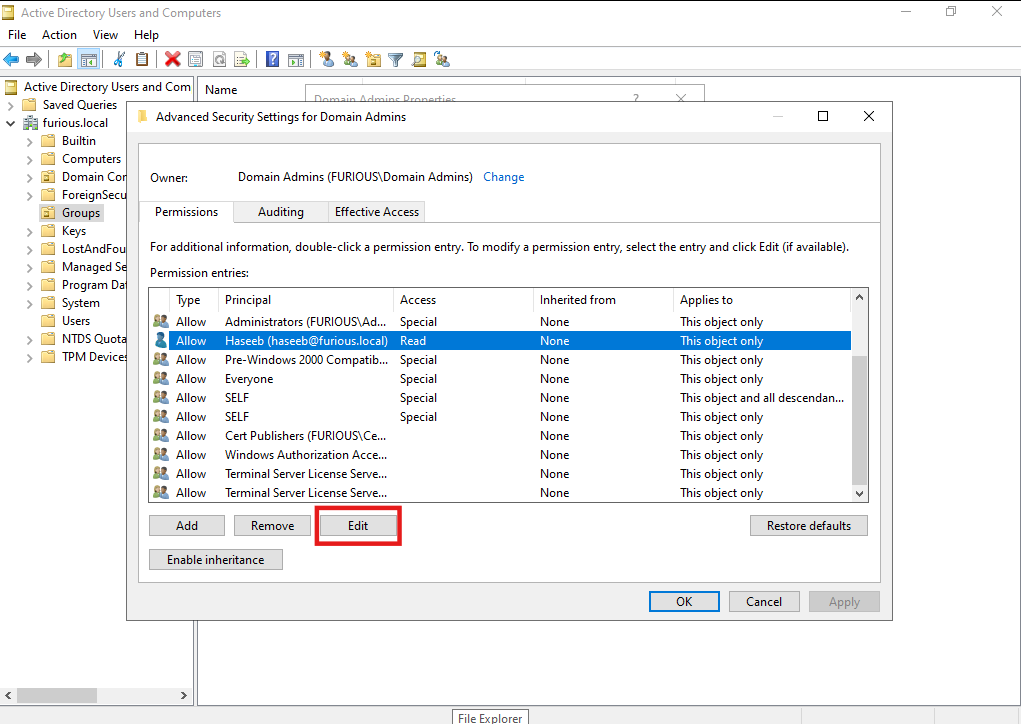 Active Directory Users and Computers
File Action View Help
Active Directory Users and Com
Saved Queries
furious.local
Builtin
Computers
Domain Cor
ForeignSecu
Groups
Keys
LostAndFou
Managed Se
Program Dat
System
Users
NTDS Quota
TPM Devices
Name
Domain Admins Properties
Advanced Security Settings for Domain Admins
Owner: Domain Admins (FURIOUS\Domain Admins) Change
Permissions Auditing Effective Access
For additional information, double-click a permission entry. To modify a permission entry, select the entry and click Edit (if available).
Permission entries:
Type Principal Access Inherited from Applies to
Allow Administrators (FURIOUS\Ad... Special None This object only
Allow Haseeb (haseeb@furious.local) Read None This object only
Allow Pre-Windows 2000 Compatib... Special None This object only
Allow Everyone Special None This object only
Allow SELF Special None This object and all descendan...
Allow SELF Special None This object only
Allow Cert Publishers (FURIOUS\Ce... None This object only
Allow Windows Authorization Acce... None This object only
Allow Terminal Server License Serve... None This object only
Allow Terminal Server License Serve... None This object only
Add Remove Edit Restore defaults
Enable inheritance
OK Cancel Apply
File Explorer